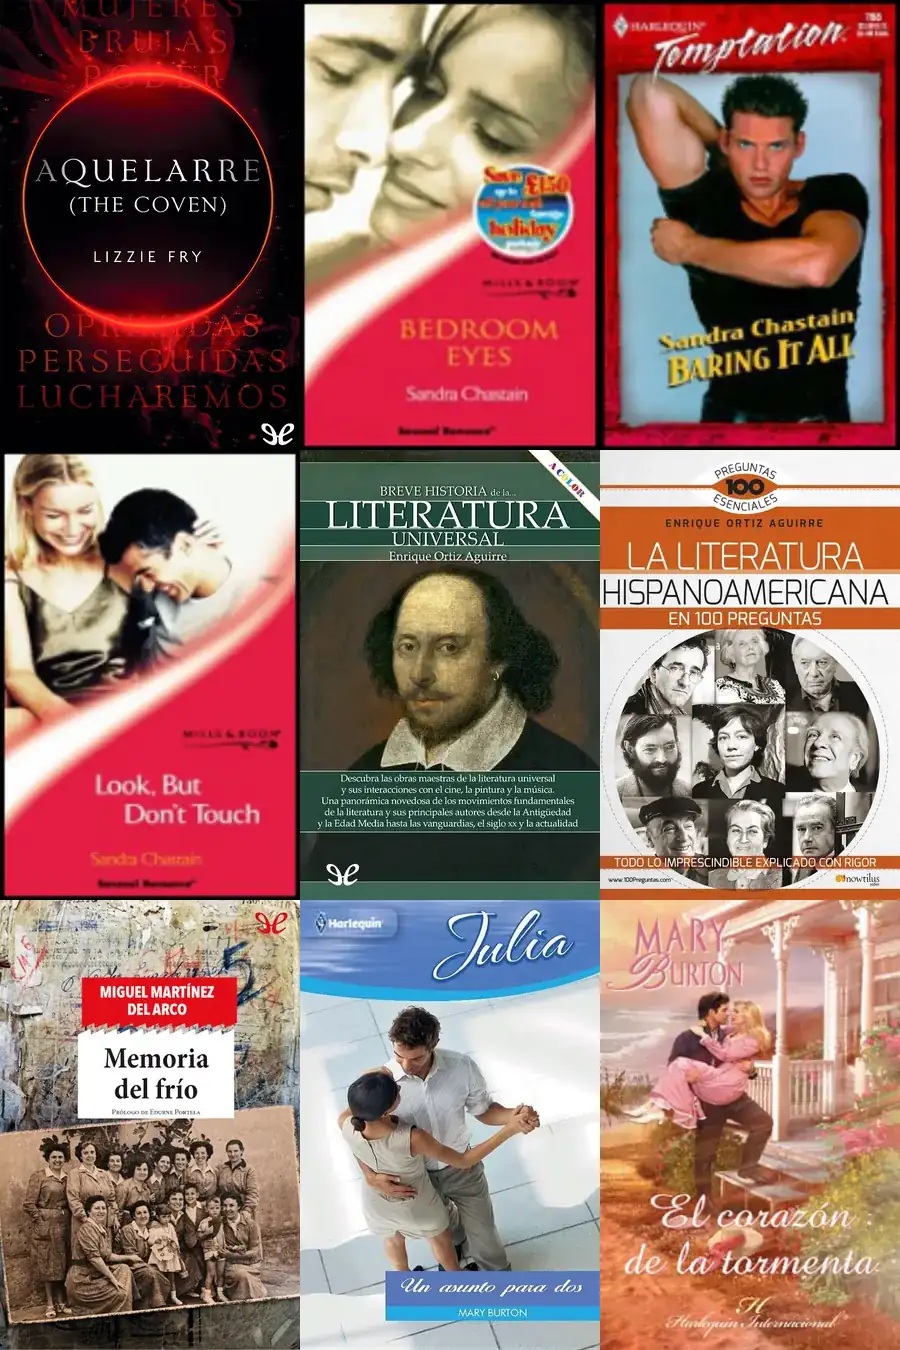 MUJERES
BRUJAS
PODER
AQUELARRE
(THE COVEN)
LIZZIE FRY
OPRIMIDAS
PERSEGUIDAS
LUCHAREMOS
Save
up to £150
holiday
MILLS & BOON
BEDROOM
EYES
Sandra Chastain
Sensual Romance
HARLEQUIN
Temptation
Sandra Chastain
BARING IT ALL
MILLS & BOON
Look, But
Don't Touch
Sandra Chastain
Sensual Romance
A COLOR
BREVE HISTORIA de la...
LITERATURA
UNIVERSAL
Enrique Ortiz Aguirre
Descubra las obras maestras de la literatura universal
y sus interacciones con el cine, la pintura y la música.
Una panorámica novedosa de los movimientos fundamentales
de la literatura y sus principales autores desde la Antigüedad
y la Edad Media hasta las vanguardias, el siglo XX y la actualidad
PREGUNTAS
100
ESENCIALES
ENRIQUE ORTIZ AGUIRRE
LA LITERATURA
HISPANOAMERICANA
EN 100 PREGUNTAS
TODO LO IMPRESCINDIBLE EXPLICADO CON RIGOR
www.100Preguntas.com
nowtilus
saber
MIGUEL MARTÍNEZ
DEL ARCO
Memoria
del frío
PRÓLOGO DE EDURNE PORTELA
Harlequin
Julia
Un asunto para dos
MARY BURTON
MARY
BURTON
El corazón
de la tormenta
H
Harlequin Internacional